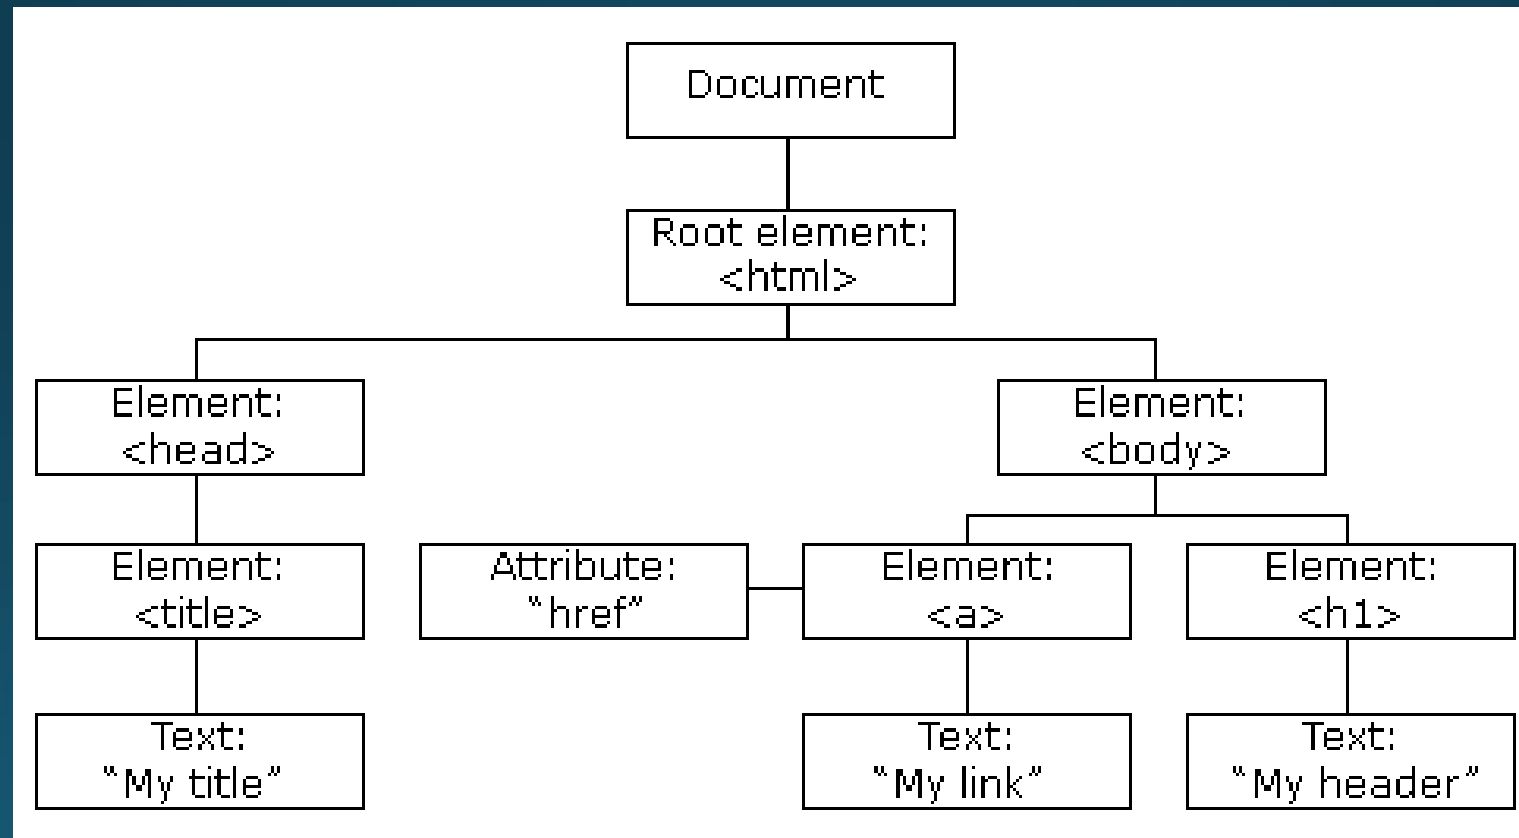 Document
Root element:
<html>
Element:
<head>
Element:
<body>
Element:
<title>
Attribute:
“href”
Element:
<a>
Element:
<h1>
Text:
“My title”
Text:
“My link”
Text:
“My header”